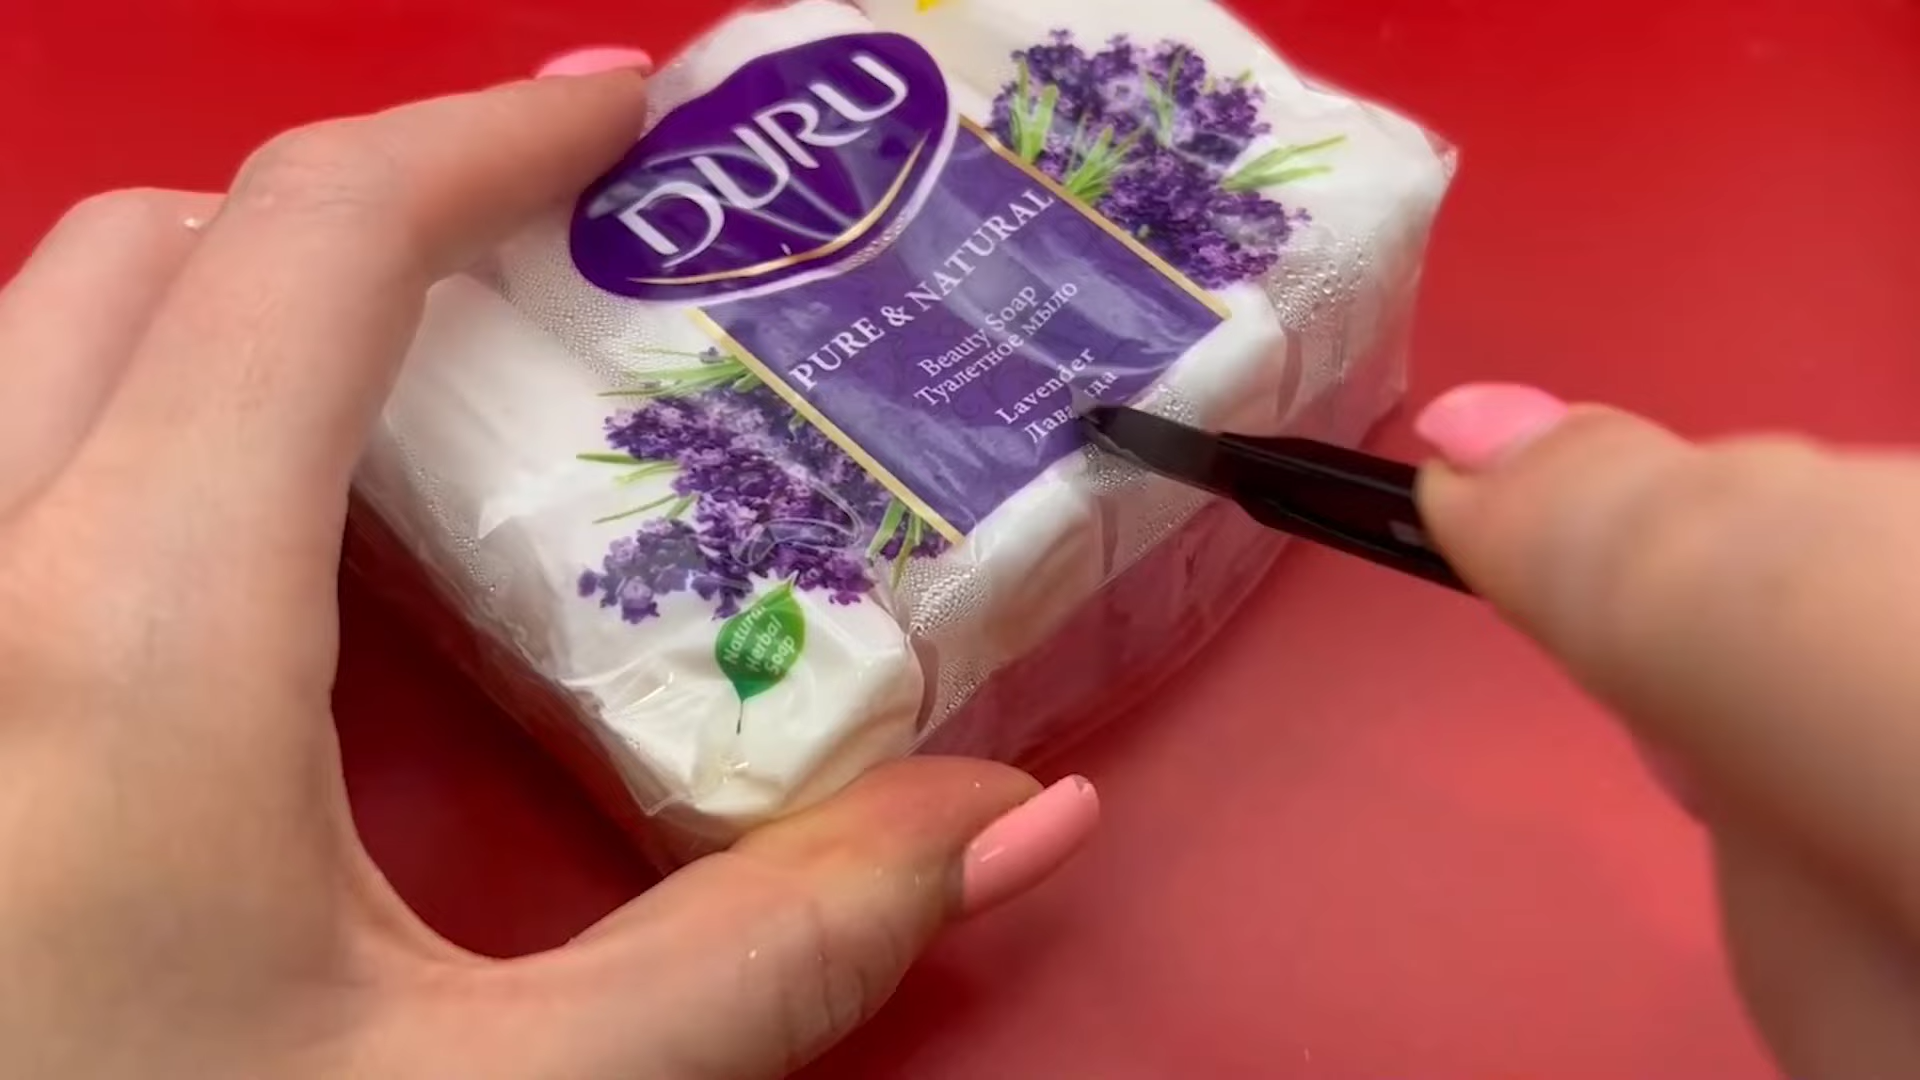 DURU
PURE & NATURAL
Beauty Soap
Туалетное мыло
Lavender
Natural
Herbal
Soap